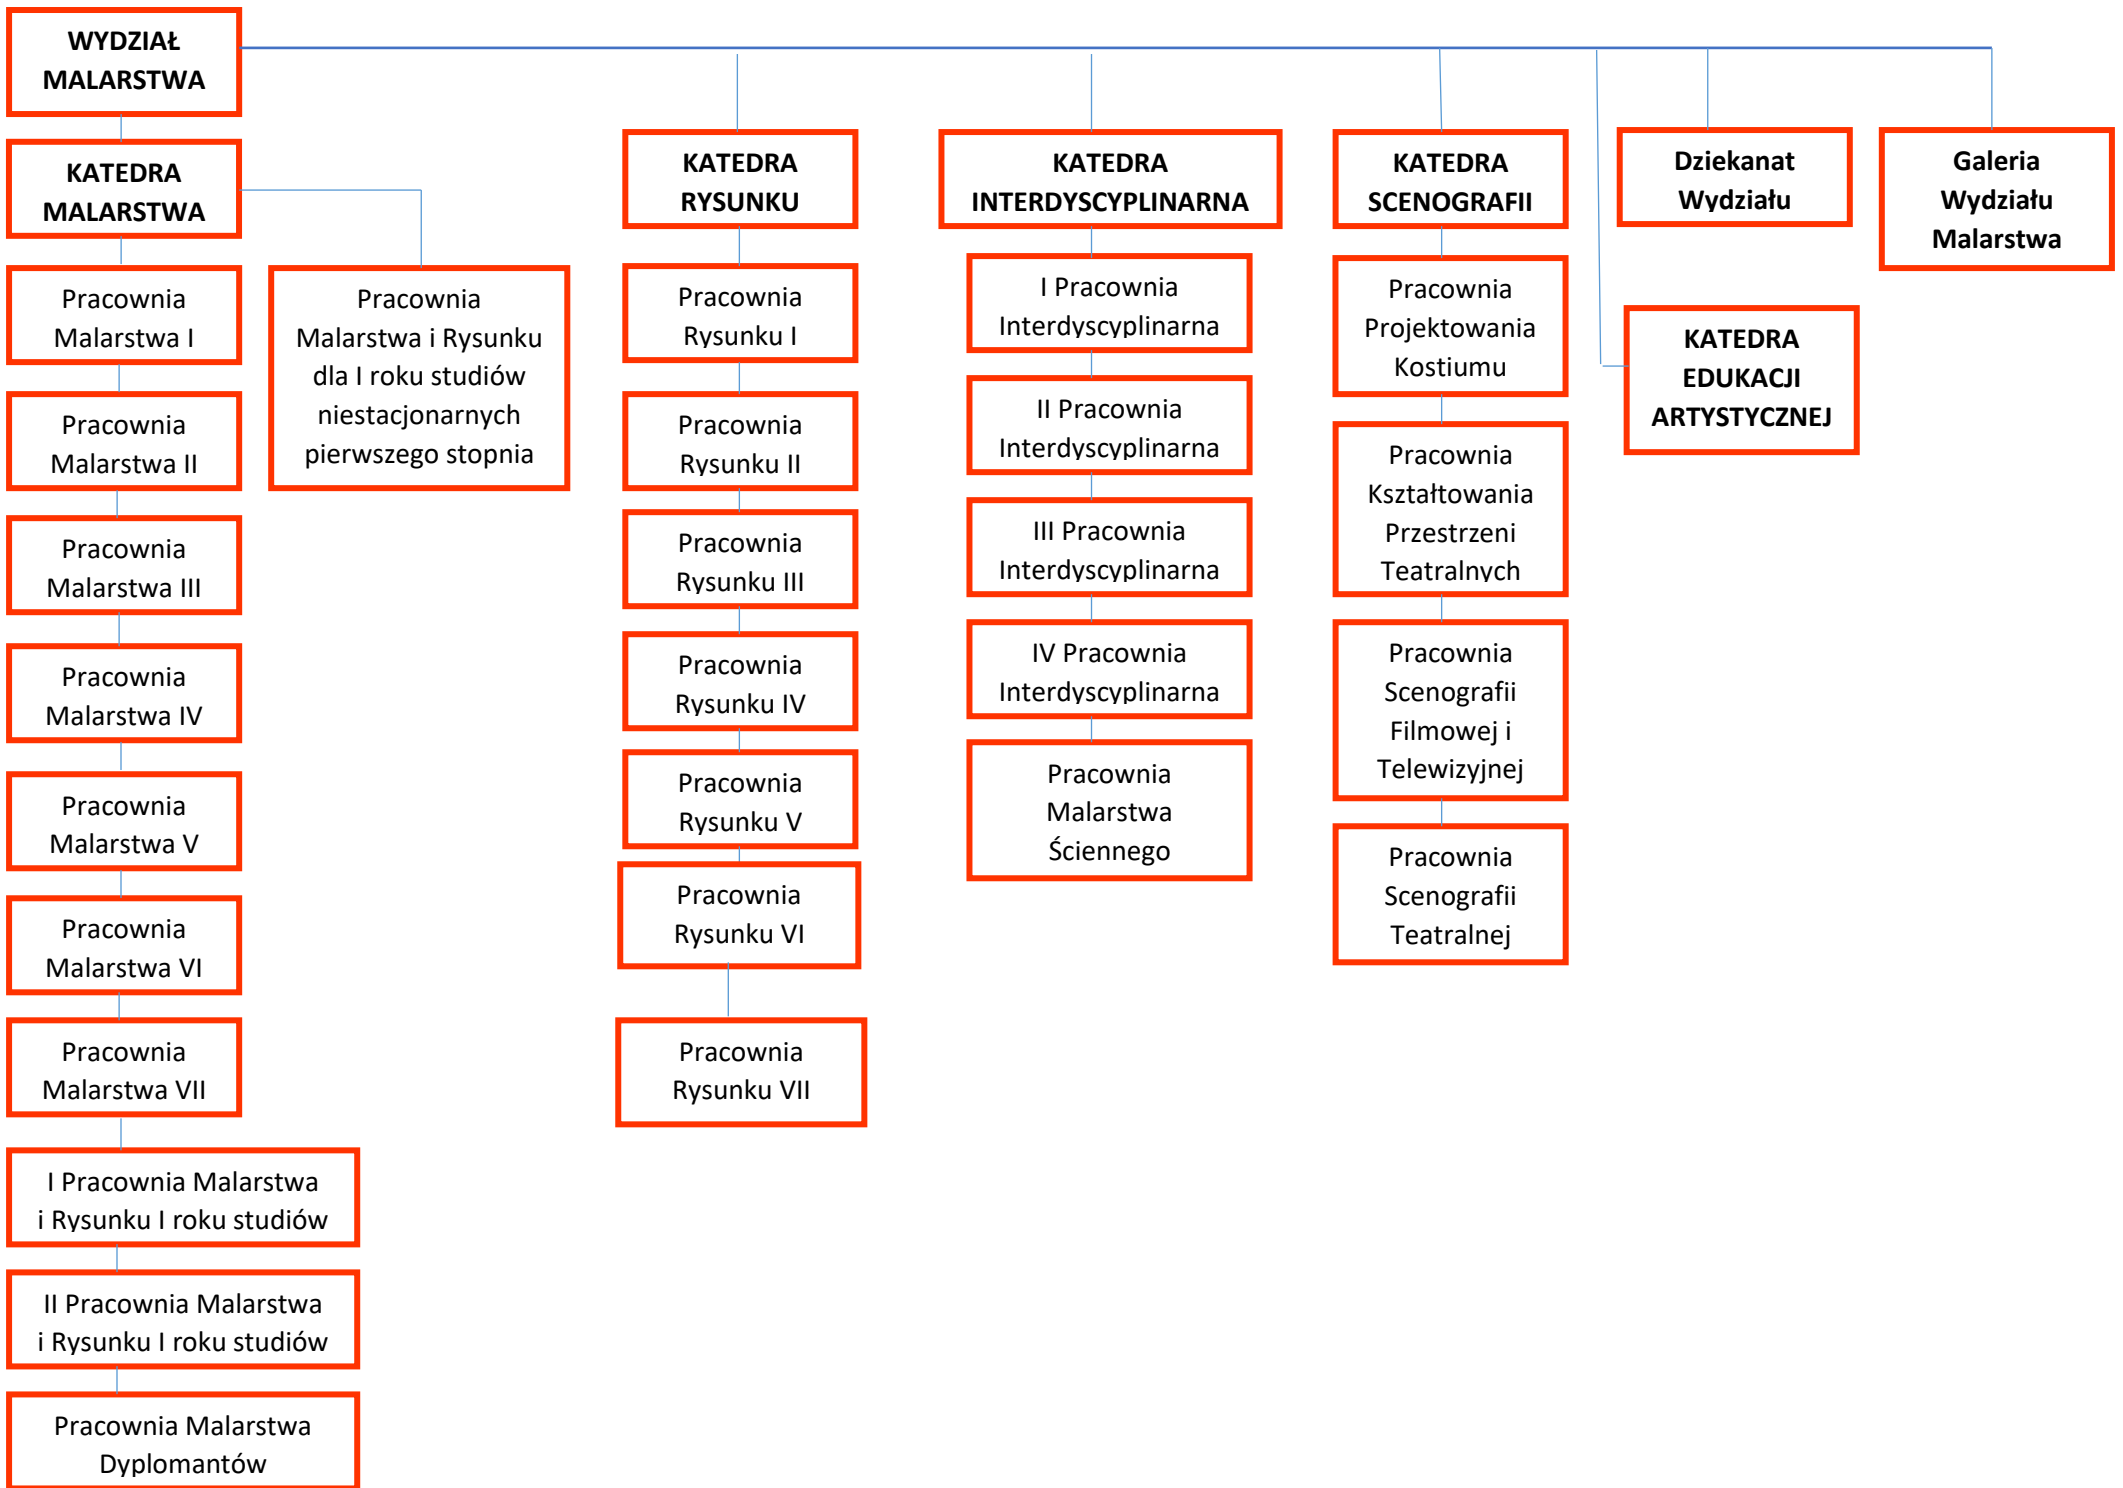 WYDZIAŁ
MALARSTWA
KATEDRA
MALARSTWA
Pracownia
Malarstwa I
Pracownia
Malarstwa II
Pracownia
Malarstwa III
Pracownia
Malarstwa IV
Pracownia
Malarstwa V
Pracownia
Malarstwa VI
Pracownia
Malarstwa VII
I Pracownia Malarstwa
i Rysunku I roku studiów
II Pracownia Malarstwa
i Rysunku I roku studiów
Pracownia Malarstwa
Dyplomantów
Pracownia
Malarstwa i Rysunku
dla I roku studiów
niestacjonarnych
pierwszego stopnia
KATEDRA
RYSUNKU
Pracownia
Rysunku I
Pracownia
Rysunku II
Pracownia
Rysunku III
Pracownia
Rysunku IV
Pracownia
Rysunku V
Pracownia
Rysunku VI
Pracownia
Rysunku VII
KATEDRA
INTERDYSCYPLINARNA
I Pracownia
Interdyscyplinarna
II Pracownia
Interdyscyplinarna
III Pracownia
Interdyscyplinarna
IV Pracownia
Interdyscyplinarna
Pracownia
Malarstwa
Ściennego
KATEDRA
SCENOGRAFII
Pracownia
Projektowania
Kostiumu
Pracownia
Kształtowania
Przestrzeni
Teatralnych
Pracownia
Scenografii
Filmowej i
Telewizyjnej
Pracownia
Scenografii
Teatralnej
Dziekanat
Wydziału
KATEDRA
EDUKACJI
ARTYSTYCZNEJ
Galeria
Wydziału
Malarstwa